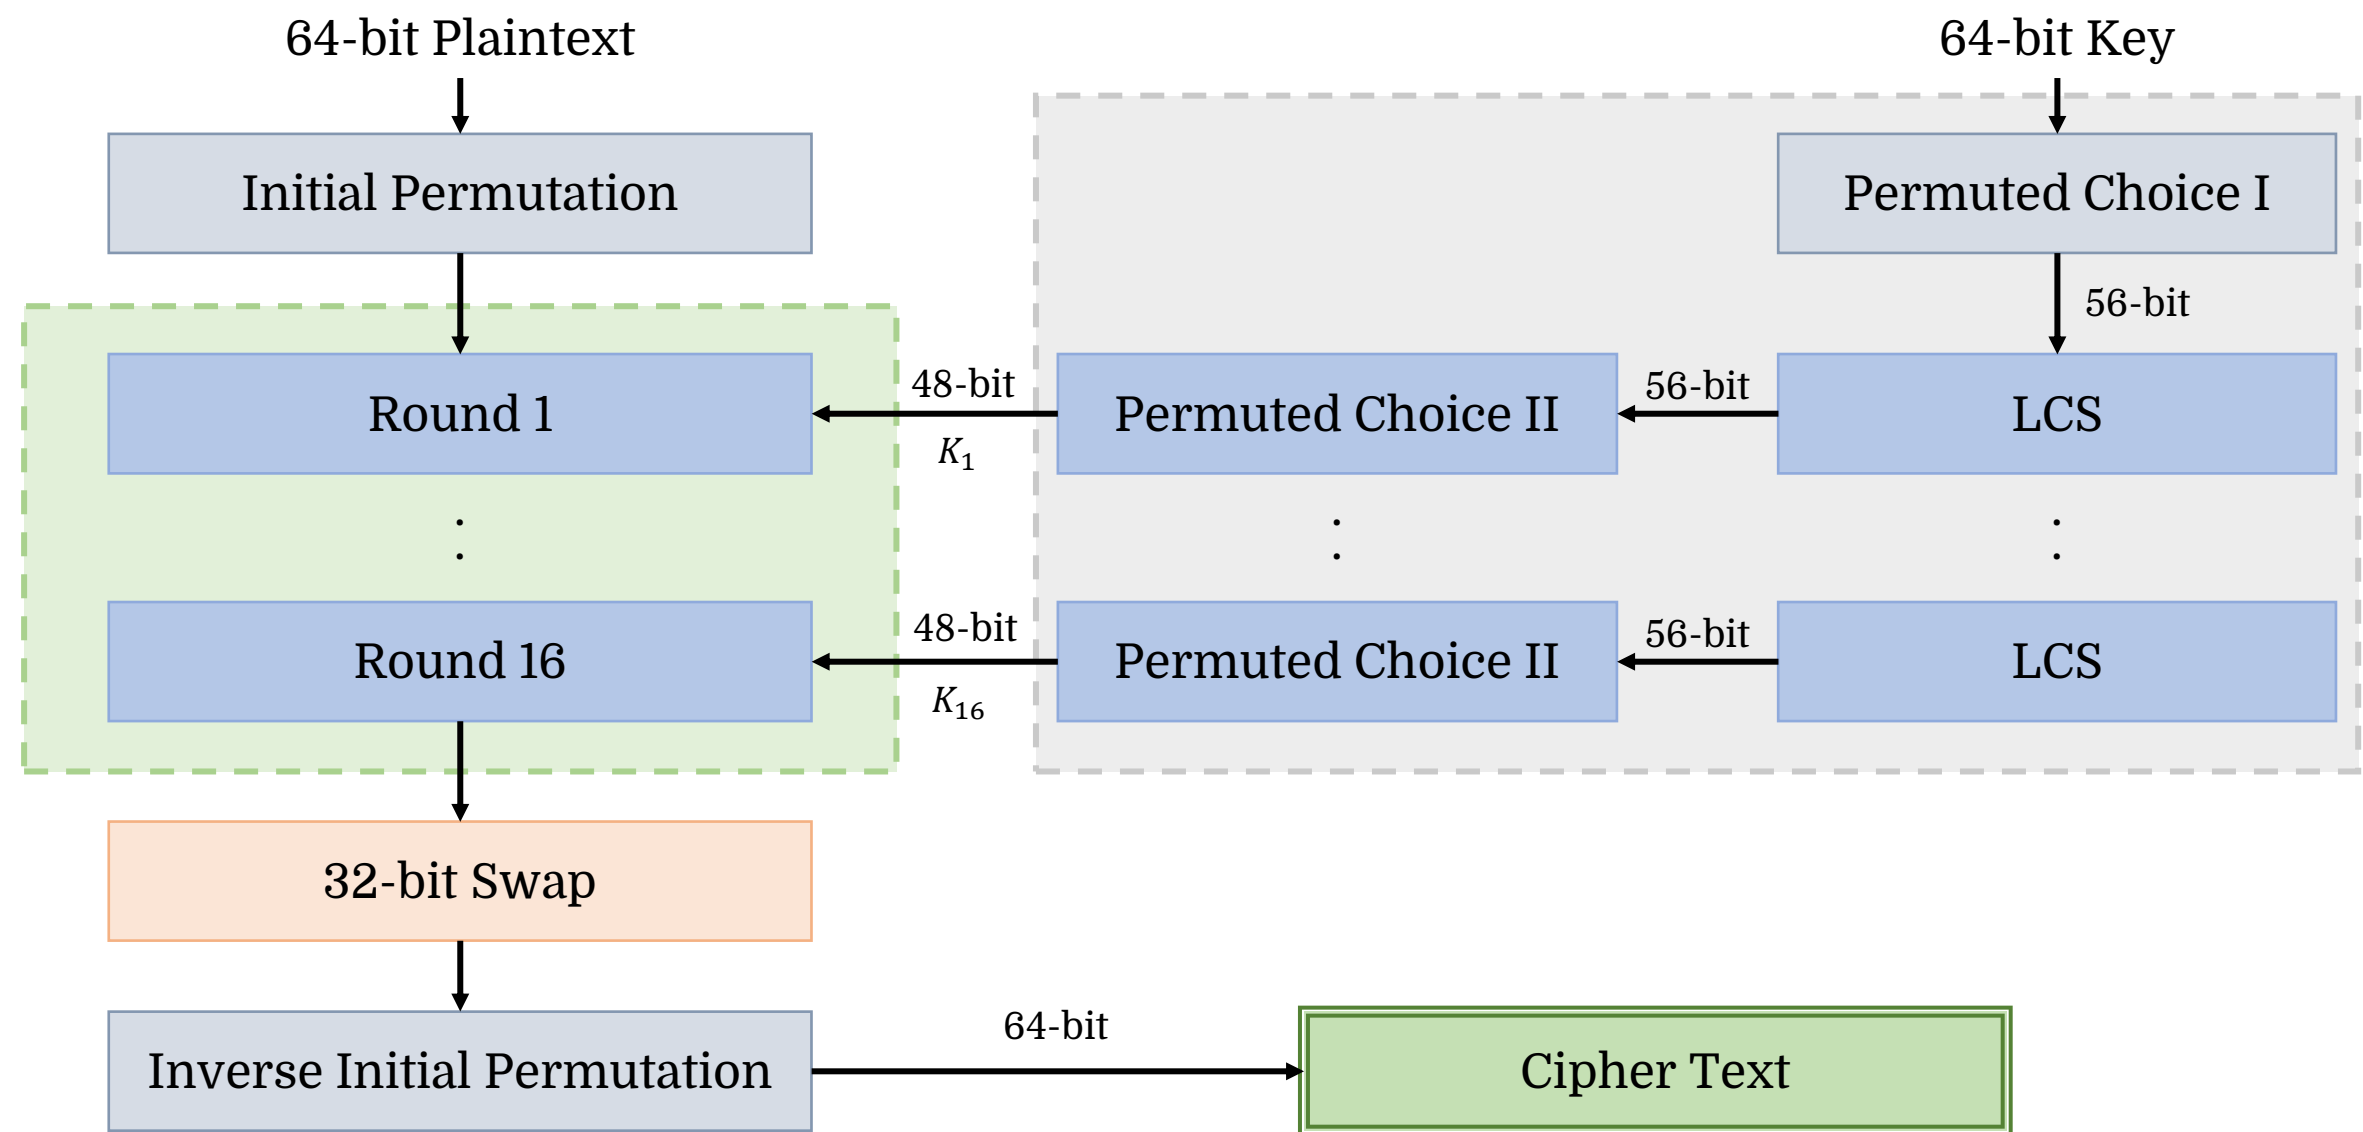 64-bit Plaintext
64-bit Key
Initial Permutation
Permuted Choice I
56-bit
Round 1
48-bit
K₁
Permuted Choice II
56-bit
LCS
:
:
:
Round 16
48-bit
K₁₆
Permuted Choice II
56-bit
LCS
32-bit Swap
Inverse Initial Permutation
64-bit
Cipher Text